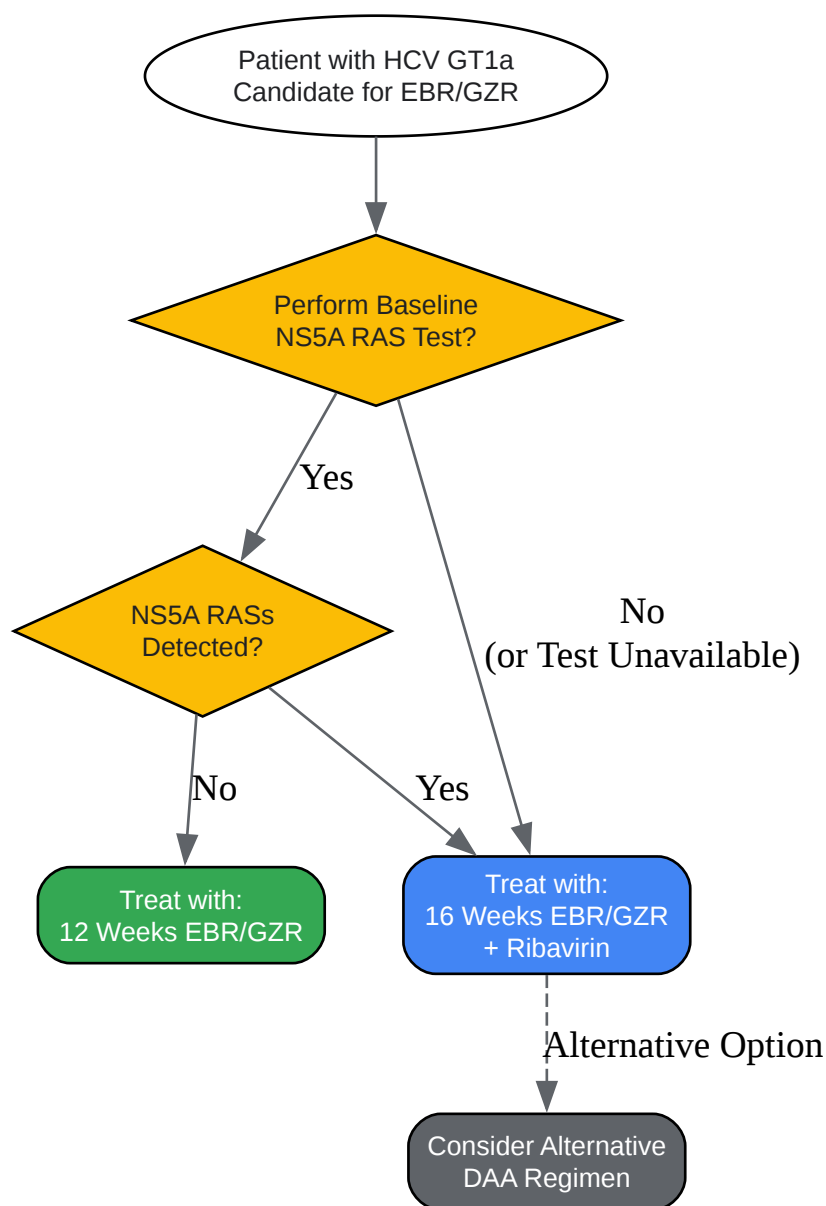 Patient with HCV GT1a
Candidate for EBR/GZR
Perform Baseline
NS5A RAS Test?
Yes
No
(or Test Unavailable)
NS5A RASs
Detected?
No
Yes
Treat with:
12 Weeks EBR/GZR
Treat with:
16 Weeks EBR/GZR
+ Ribavirin
Alternative Option
Consider Alternative
DAA Regimen